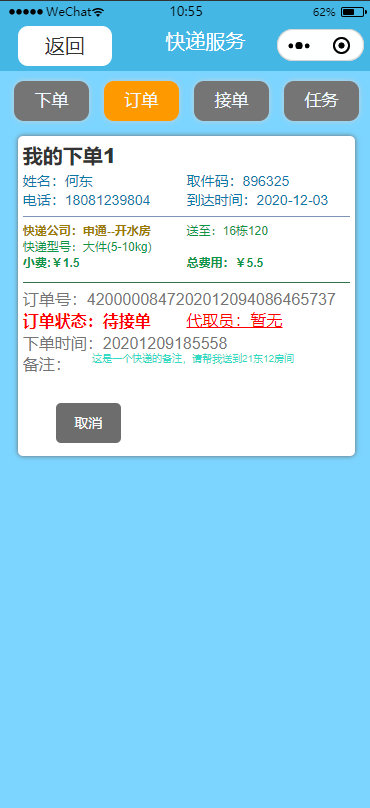 ●●●●● WeChat 10:55 62%
返回 快递服务
下单 订单 接单 任务
我的下单1
姓名：何东 取件码：896325
电话：18081239804 到达时间：2020-12-03
快递公司：申通--开水房 送至：16栋120
快递型号：大件(5-10kg)
小费:￥1.5 总费用：￥5.5
订单号：4200000847202012094086465737
订单状态：待接单 代取员：暂无
下单时间：20201209185558
备注： 这是一个快递的备注，请帮我送到21东12房间
取消